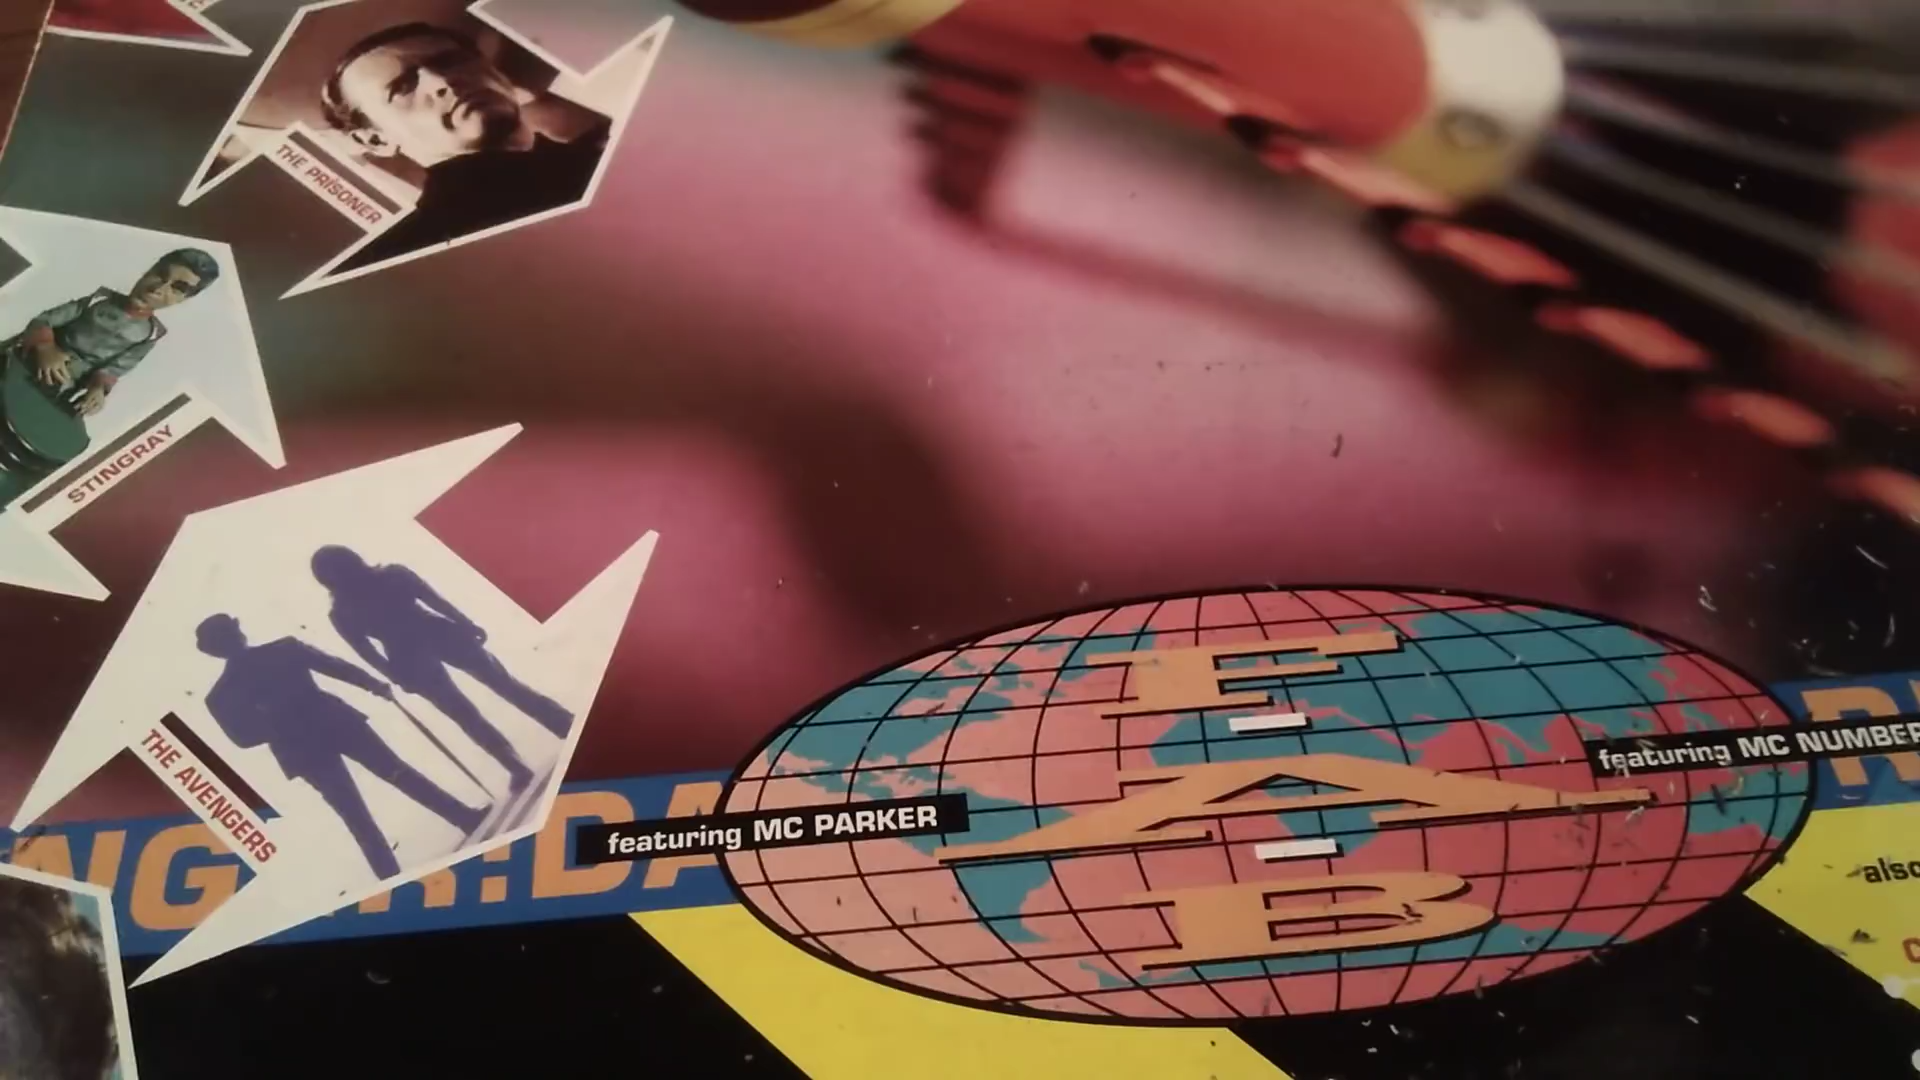 THE PRISONER
STINGRAY
THE AVENGERS
F
A
B
featuring MC PARKER
featuring MC NUMBER
also